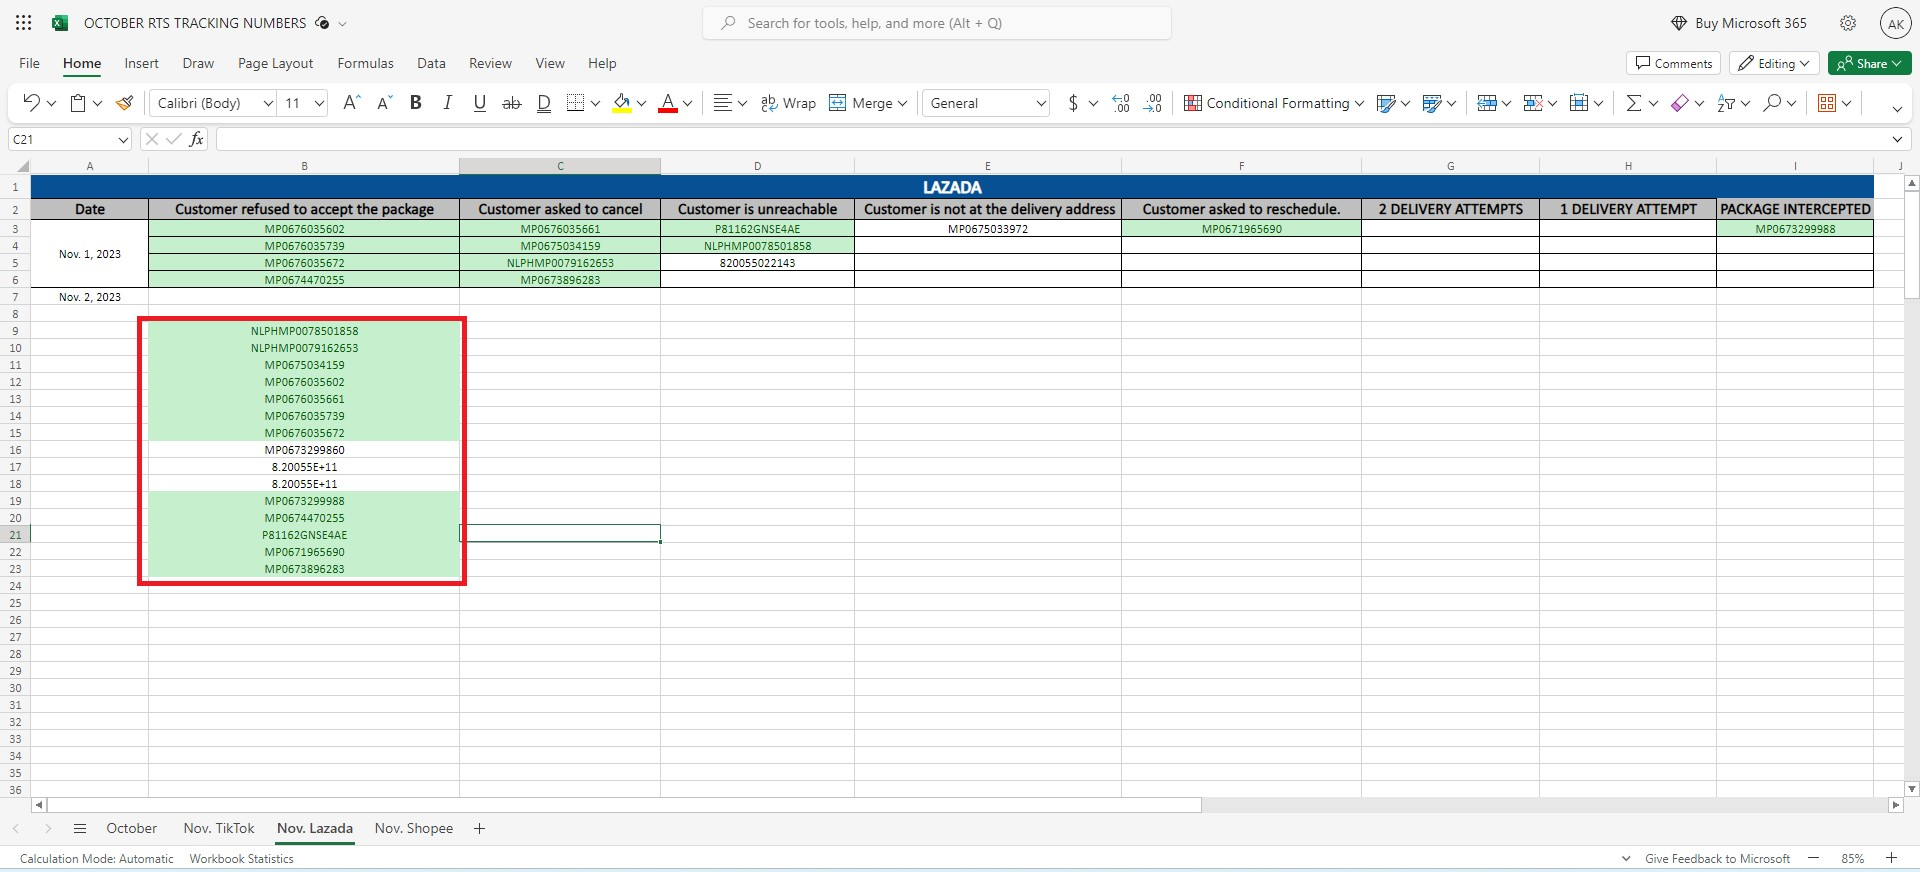 OCTOBER RTS TRACKING NUMBERS
Search for tools, help, and more (Alt + Q)
Buy Microsoft 365
AK
File Home Insert Draw Page Layout Formulas Data Review View Help
Comments Editing Share
Calibri (Body) 11 A A B I U ab D A ab Wrap Merge General $ .00 .00 Conditional Formatting
C21 fx
A B C D E F G H I J
1 LAZADA
2 Date Customer refused to accept the package Customer asked to cancel Customer is unreachable Customer is not at the delivery address Customer asked to reschedule. 2 DELIVERY ATTEMPTS 1 DELIVERY ATTEMPT PACKAGE INTERCEPTED
3 MP0676035602 MP0676035661 P81162GNSE4AE MP0675033972 MP0671965690 MP0673299988
4 MP0676035739 MP0675034159 NLPHMP0078501858
Nov. 1, 2023
5 MP0676035672 NLPHMP0079162653 820055022143
6 MP0674470255 MP0673896283
7 Nov. 2, 2023
8
9 NLPHMP0078501858
10 NLPHMP0079162653
11 MP0675034159
12 MP0676035602
13 MP0676035661
14 MP0676035739
15 MP0676035672
16 MP0673299860
17 8.20055E+11
18 8.20055E+11
19 MP0673299988
20 MP0674470255
21 P81162GNSE4AE
22 MP0671965690
23 MP0673896283
24
25
26
27
28
29
30
31
32
33
34
35
36
October Nov. TikTok Nov. Lazada Nov. Shopee
Calculation Mode: Automatic Workbook Statistics Give Feedback to Microsoft 85%